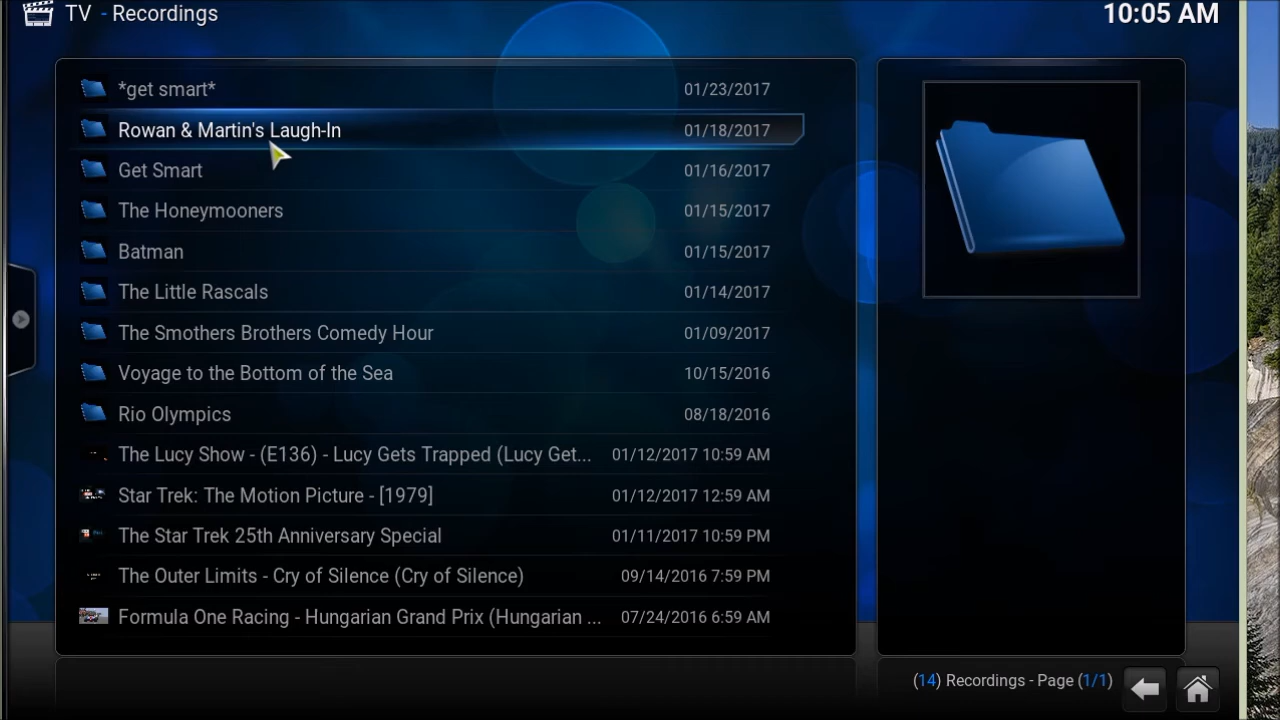 TV - Recordings
10:05 AM
*get smart* 01/23/2017
Rowan & Martin's Laugh-In 01/18/2017
Get Smart 01/16/2017
The Honeymooners 01/15/2017
Batman 01/15/2017
The Little Rascals 01/14/2017
The Smothers Brothers Comedy Hour 01/09/2017
Voyage to the Bottom of the Sea 10/15/2016
Rio Olympics 08/18/2016
The Lucy Show - (E136) - Lucy Gets Trapped (Lucy Get... 01/12/2017 10:59 AM
Star Trek: The Motion Picture - [1979] 01/12/2017 12:59 AM
The Star Trek 25th Anniversary Special 01/11/2017 10:59 PM
The Outer Limits - Cry of Silence (Cry of Silence) 09/14/2016 7:59 PM
Formula One Racing - Hungarian Grand Prix (Hungarian ... 07/24/2016 6:59 AM
(14) Recordings - Page (1/1)